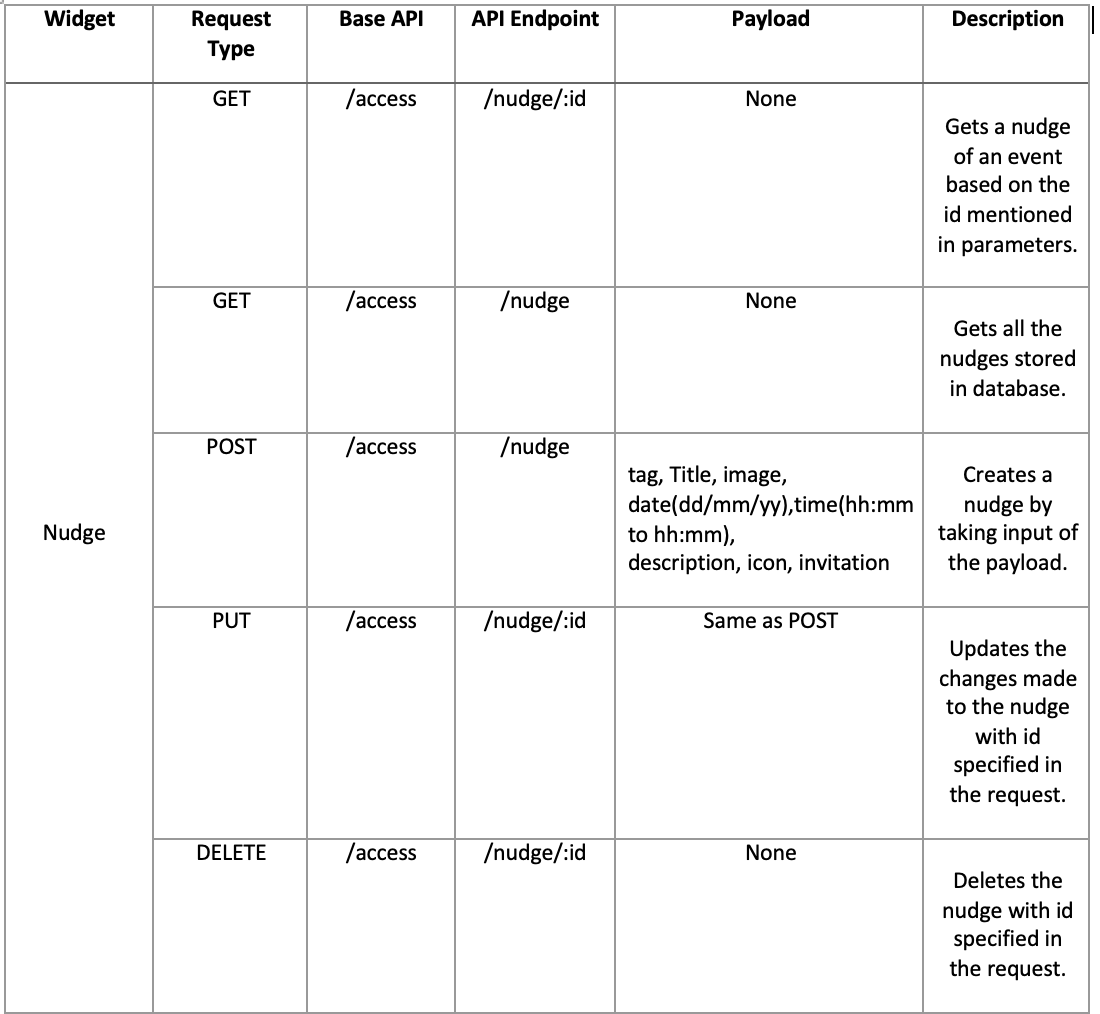 Widget
Request
Type
Base API
API Endpoint
Payload
Description
Nudge
GET
/access
/nudge/:id
None
Gets a nudge
of an event
based on the
id mentioned
in parameters.
GET
/access
/nudge
None
Gets all the
nudges stored
in database.
POST
/access
/nudge
tag, Title, image,
date(dd/mm/yy),time(hh:mm
to hh:mm),
description, icon, invitation
Creates a
nudge by
taking input of
the payload.
PUT
/access
/nudge/:id
Same as POST
Updates the
changes made
to the nudge
with id
specified in
the request.
DELETE
/access
/nudge/:id
None
Deletes the
nudge with id
specified in
the request.